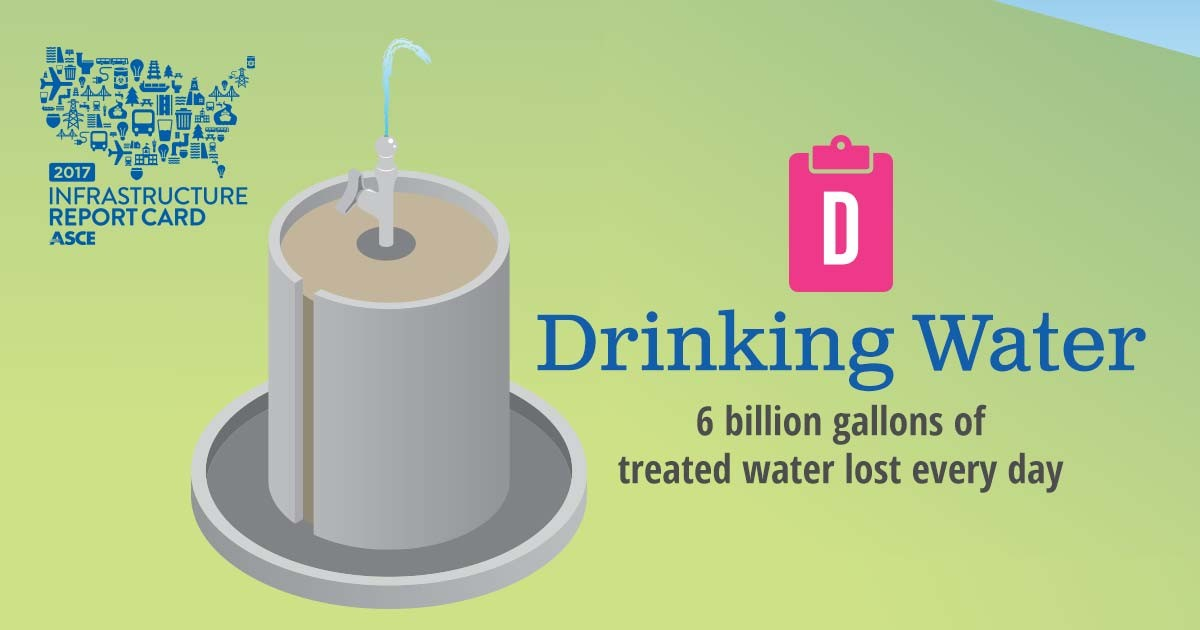 2017
INFRASTRUCTURE
REPORT CARD
ASCE
D
Drinking Water
6 billion gallons of
treated water lost every day